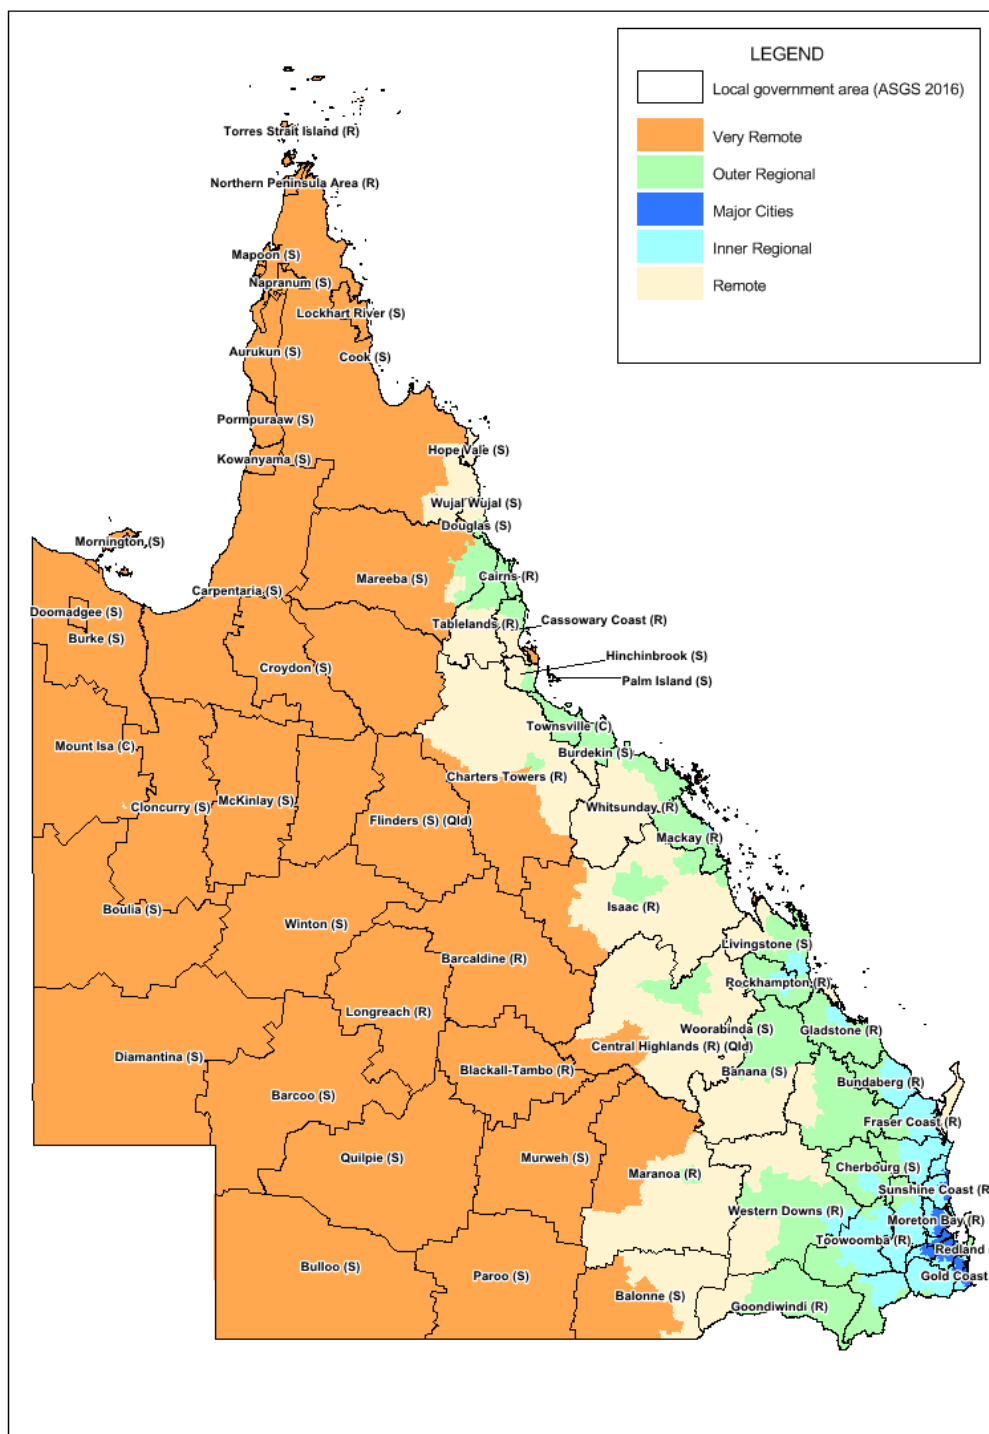 LEGEND
Local government area (ASGS 2016)
Very Remote
Outer Regional
Major Cities
Inner Regional
Remote
Torres Strait Island (R)
Northern Peninsula Area (R)
Mapoon (S)
Napranum (S)
Lockhart River (S)
Aurukun (S)
Cook (S)
Pormpuraaw (S)
Kowanyama (S)
Hope Vale (S)
Wujal Wujal (S)
Douglas (S)
Mornington (S)
Mareeba (S)
Cairns (R)
Carpentaria (S)
Doomadgee (S)
Burke (S)
Tablelands (R)
Cassowary Coast (R)
Croydon (S)
Hinchinbrook (S)
Palm Island (S)
Townsville (C)
Mount Isa (C)
Burdekin (S)
Charters Towers (R)
Cloncurry (S)
McKinlay (S)
Whitsunday (R)
Flinders (S) (Qld)
Mackay (R)
Boulia (S)
Winton (S)
Isaac (R)
Barcaldine (R)
Livingstone (S)
Rockhampton (R)
Longreach (R)
Woorabinda (S)
Gladstone (R)
Central Highlands (R) (Qld)
Diamantina (S)
Blackall-Tambo (R)
Banana (S)
Barcoo (S)
Bundaberg (R)
Fraser Coast (R)
Quilpie (S)
Murweh (S)
Maranoa (R)
Cherbourg (S)
Sunshine Coast (R
Western Downs (R)
Moreton Bay (R)
Toowoomba (R)
Redland
Bulloo (S)
Paroo (S)
Gold Coast
Balonne (S)
Goondiwindi (R)